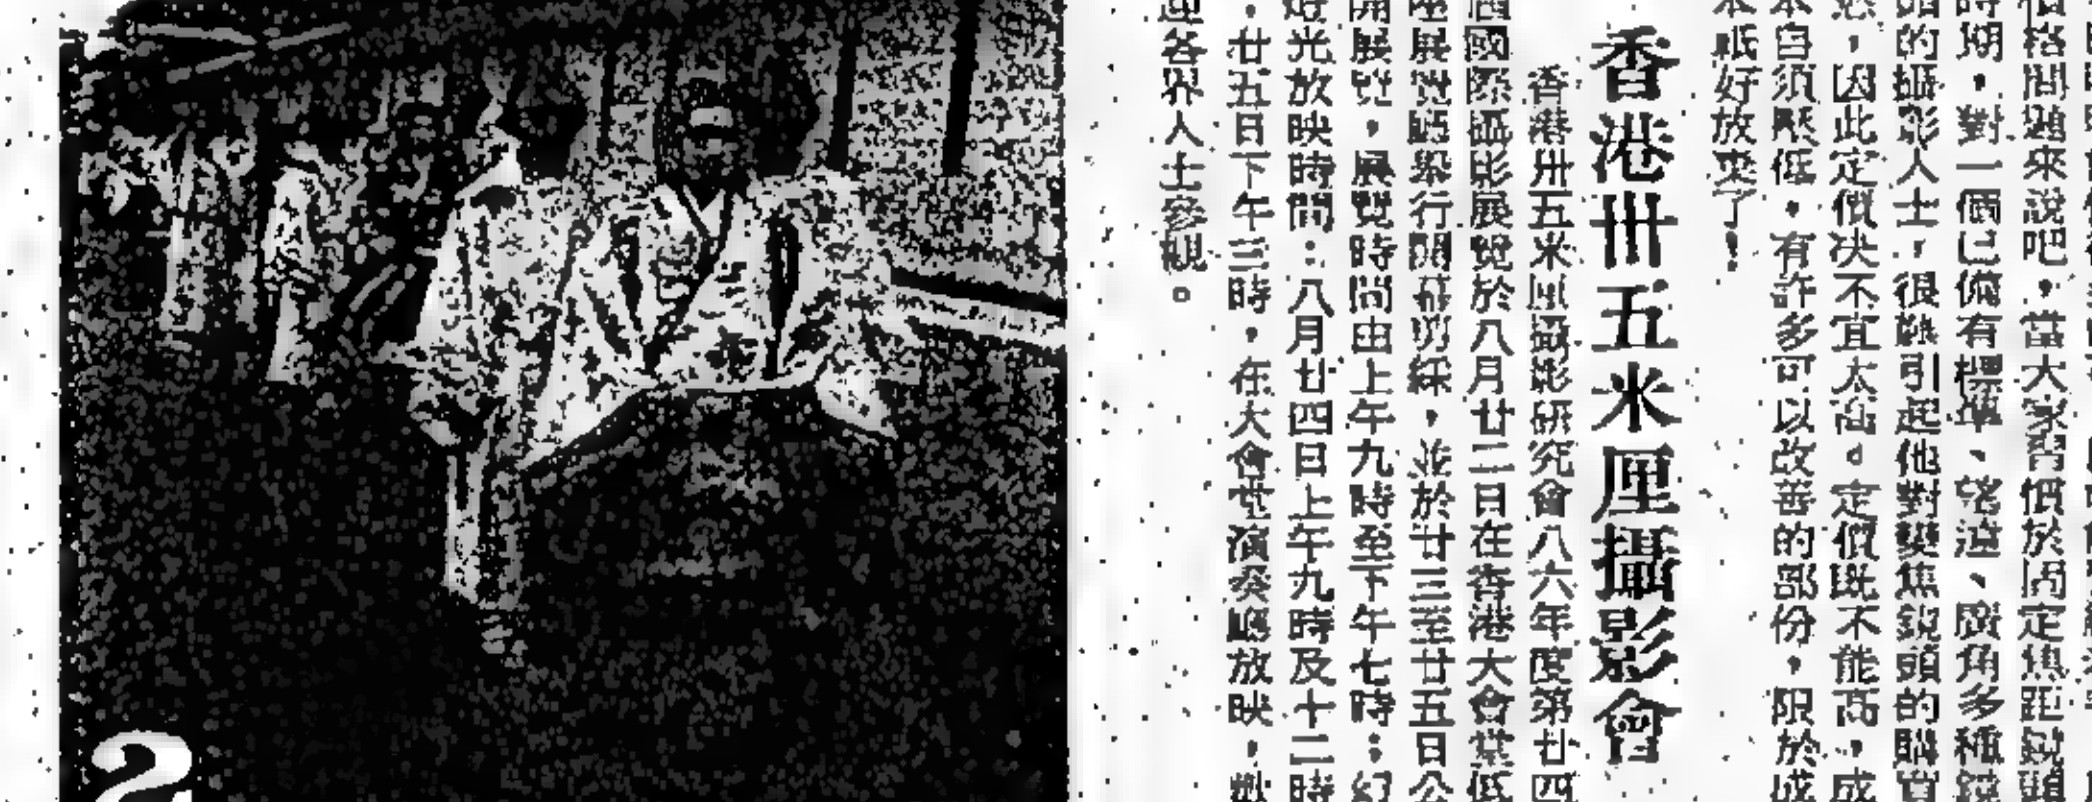 價格問題來說吧，當大家習慣於固定焦距鏡頭
時期，對一個已備有標準、望遠、廣角多種鏡
的攝影人士，很難引起他對變焦鏡頭的購買
，因此定價决不宜太高。定價既不能高，成
本自須壓低，有許多可以改善的部份，限於成
本祇好放棄了！
香港卅五米厘攝影會
香港卅五米厘攝影研究會八六年度第廿四
國際攝影展覽於八月廿二日在香港大會堂低
座展覽廳舉行開幕剪綵，並於廿三至廿五日公
開展覽，展覽時間由上午九時至下午七時；幻
燈光放映時間：八月廿四日上午九時及十二時
，廿五日下午三時，在大會堂演奏廳放映，歡
迎各界人士參觀。
2